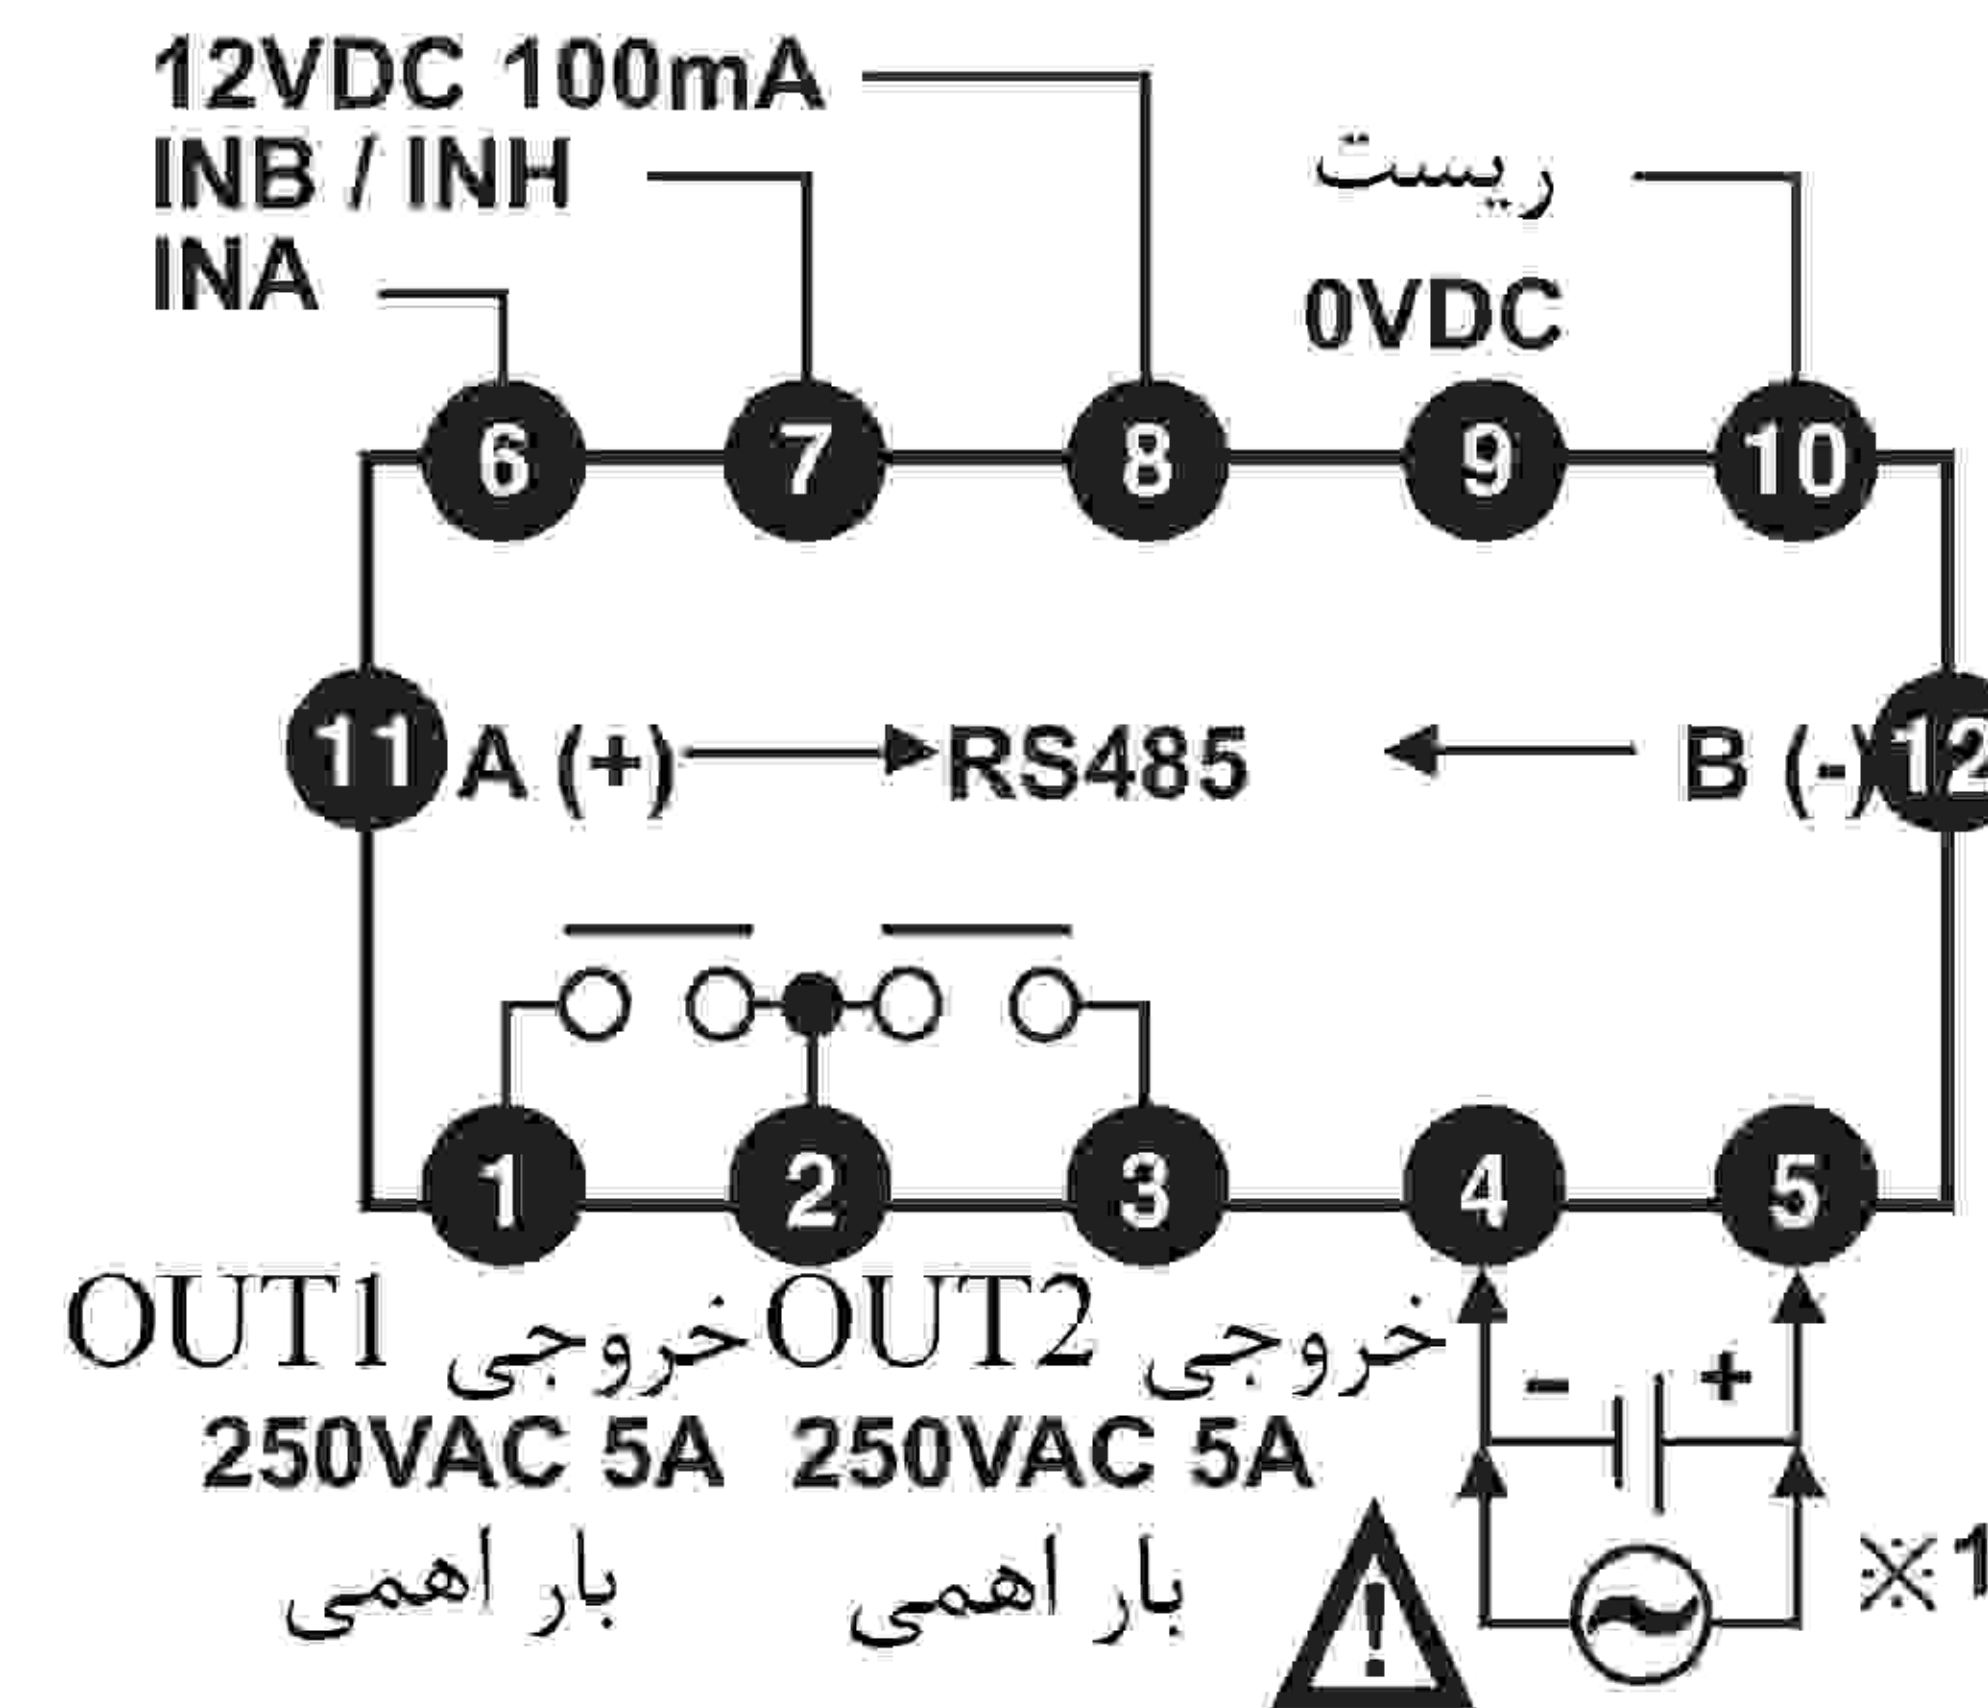 12VDC 100mA
INB / INH
INA
ریست
0VDC
6 7 8 9 10
11 A (+) RS485 B (-) 12
1 2 3 4 5
OUT1 خروجی OUT2 خروجی
- +
250VAC 5A 250VAC 5A
بار اهمی بار اهمی
! ※1